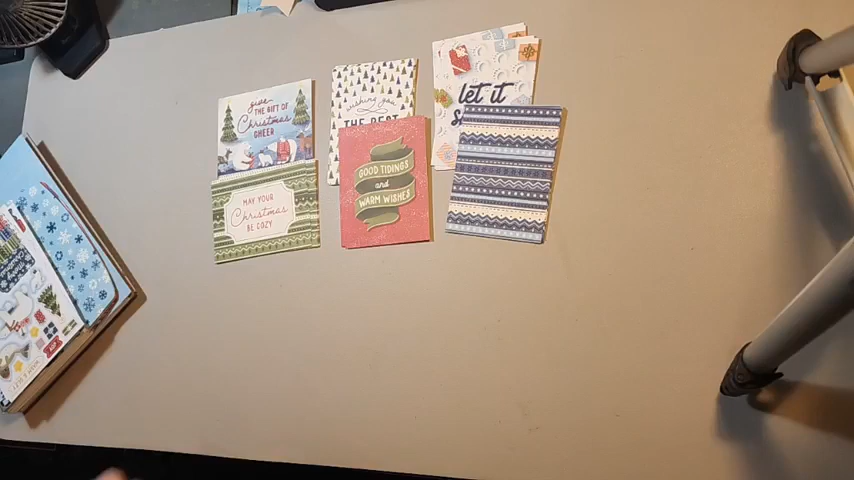 give
THE GIFT OF
Christmas
CHEER
MAY YOUR
Christmas
BE COZY
wishing you
THE BEST
GOOD TIDINGS
and
WARM WISHES
let it